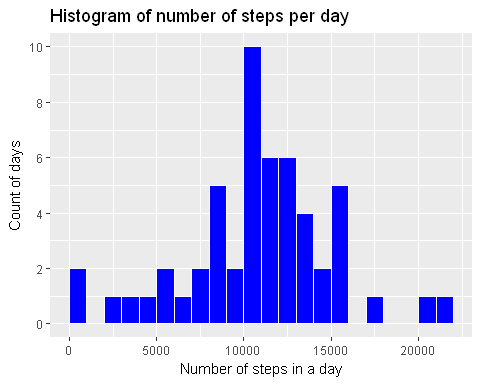 Histogram of number of steps per day
Count of days
10
8
6
4
2
0
0 5000 10000 15000 20000
Number of steps in a day